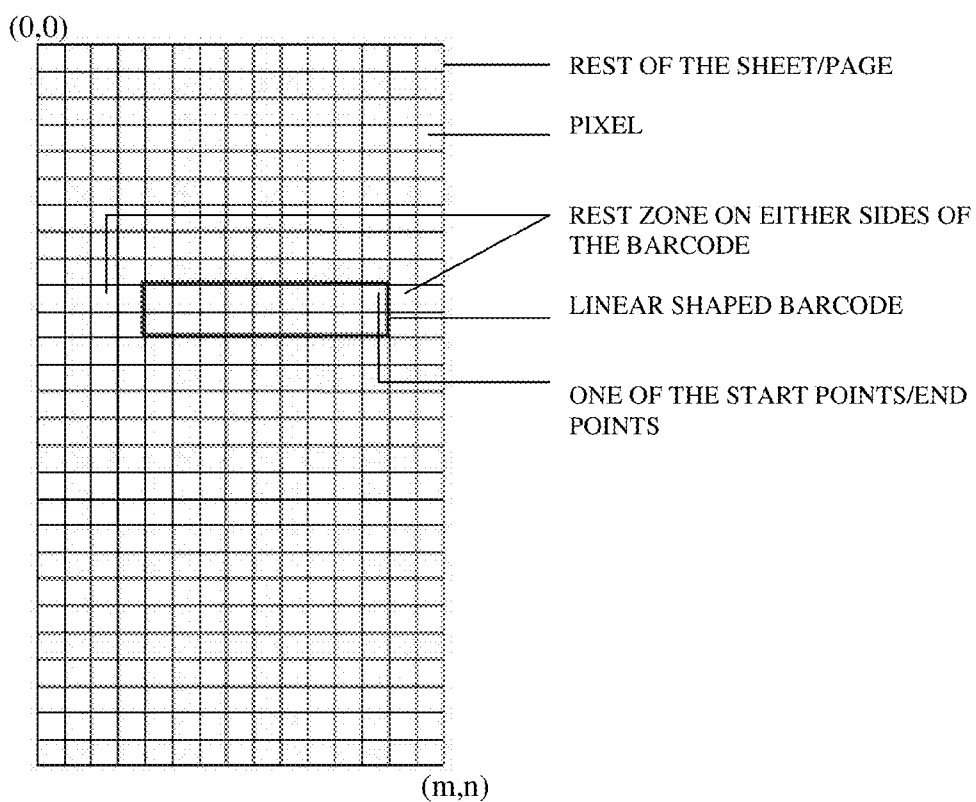 (0,0)
REST OF THE SHEET/PAGE
PIXEL
REST ZONE ON EITHER SIDES OF
THE BARCODE
LINEAR SHAPED BARCODE
ONE OF THE START POINTS/END
POINTS
(m,n)